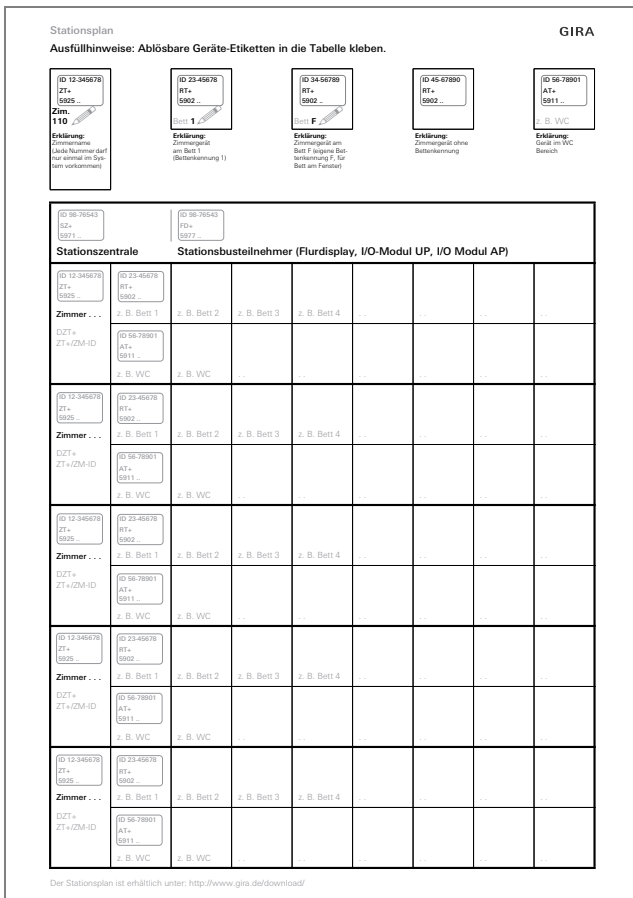 Stationsplan
GIRA
Ausfüllhinweise: Ablösbare Geräte-Etiketten in die Tabelle kleben.
ID 12-345678
ZT+
5925 ..
Zim.
110
Erklärung:
Zimmername
(Jede Nummer darf
nur einmal im Sys-
tem vorkommen)
ID 23-45678
RT+
5902 ..
Bett 1
Erklärung:
Zimmergerät
am Bett 1
(Bettenkennung 1)
ID 34-56789
RT+
5902 ..
Bett F
Erklärung:
Zimmergerät am
Bett F (eigene Bet-
tenkennung F, für
Bett am Fenster)
ID 45-67890
RT+
5902 ..
Erklärung:
Zimmergerät ohne
Bettenkennung
ID 56-78901
AT+
5911 ..
z. B. WC
Erklärung:
Gerät im WC
Bereich
ID 98-76543
SZ+
5971 ..
Stationszentrale
ID 98-76543
FD+
5977 ..
Stationsbusteilnehmer (Flurdisplay, I/O-Modul UP, I/O Modul AP)
ID 12-345678 ID 23-45678
ZT+ RT+
5925 .. 5902 ..
Zimmer . . . z. B. Bett 1 z. B. Bett 2 z. B. Bett 3 z. B. Bett 4 . . . . . . . .
DZT+
ZT+/ZM-ID
ID 56-78901
AT+
5911 ..
z. B. WC z. B. WC . . . . . . . . . . . .
ID 12-345678 ID 23-45678
ZT+ RT+
5925 .. 5902 ..
Zimmer . . . z. B. Bett 1 z. B. Bett 2 z. B. Bett 3 z. B. Bett 4 . . . . . . . .
DZT+
ZT+/ZM-ID
ID 56-78901
AT+
5911 ..
z. B. WC z. B. WC . . . . . . . . . . . .
ID 12-345678 ID 23-45678
ZT+ RT+
5925 .. 5902 ..
Zimmer . . . z. B. Bett 1 z. B. Bett 2 z. B. Bett 3 z. B. Bett 4 . . . . . . . .
DZT+
ZT+/ZM-ID
ID 56-78901
AT+
5911 ..
z. B. WC z. B. WC . . . . . . . . . . . .
ID 12-345678 ID 23-45678
ZT+ RT+
5925 .. 5902 ..
Zimmer . . . z. B. Bett 1 z. B. Bett 2 z. B. Bett 3 z. B. Bett 4 . . . . . . . .
DZT+
ZT+/ZM-ID
ID 56-78901
AT+
5911 ..
z. B. WC z. B. WC . . . . . . . . . . . .
ID 12-345678 ID 23-45678
ZT+ RT+
5925 .. 5902 ..
Zimmer . . . z. B. Bett 1 z. B. Bett 2 z. B. Bett 3 z. B. Bett 4 . . . . . . . .
DZT+
ZT+/ZM-ID
ID 56-78901
AT+
5911 ..
z. B. WC z. B. WC . . . . . . . . . . . .
Der Stationsplan ist erhältlich unter: http://www.gira.de/download/